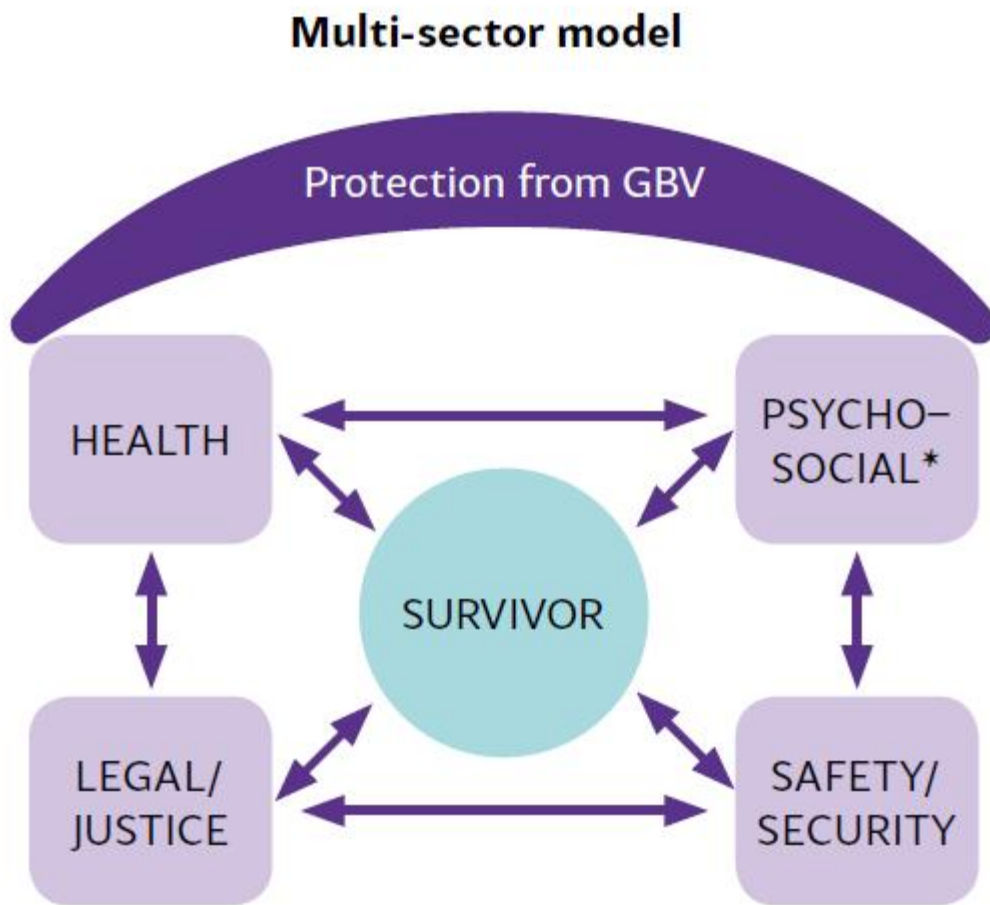 Multi-sector model
Protection from GBV
HEALTH
PSYCHO–
SOCIAL*
SURVIVOR
LEGAL/
JUSTICE
SAFETY/
SECURITY